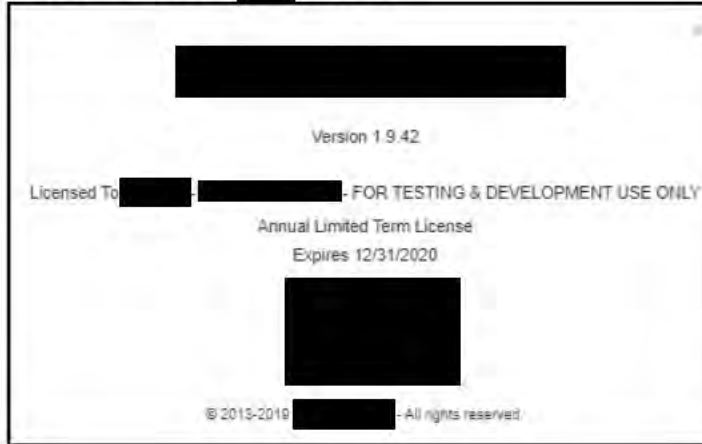 Version 1.9.42
Licensed To - - FOR TESTING & DEVELOPMENT USE ONLY
Annual Limited Term License
Expires 12/31/2020
© 2013-2019 - All rights reserved